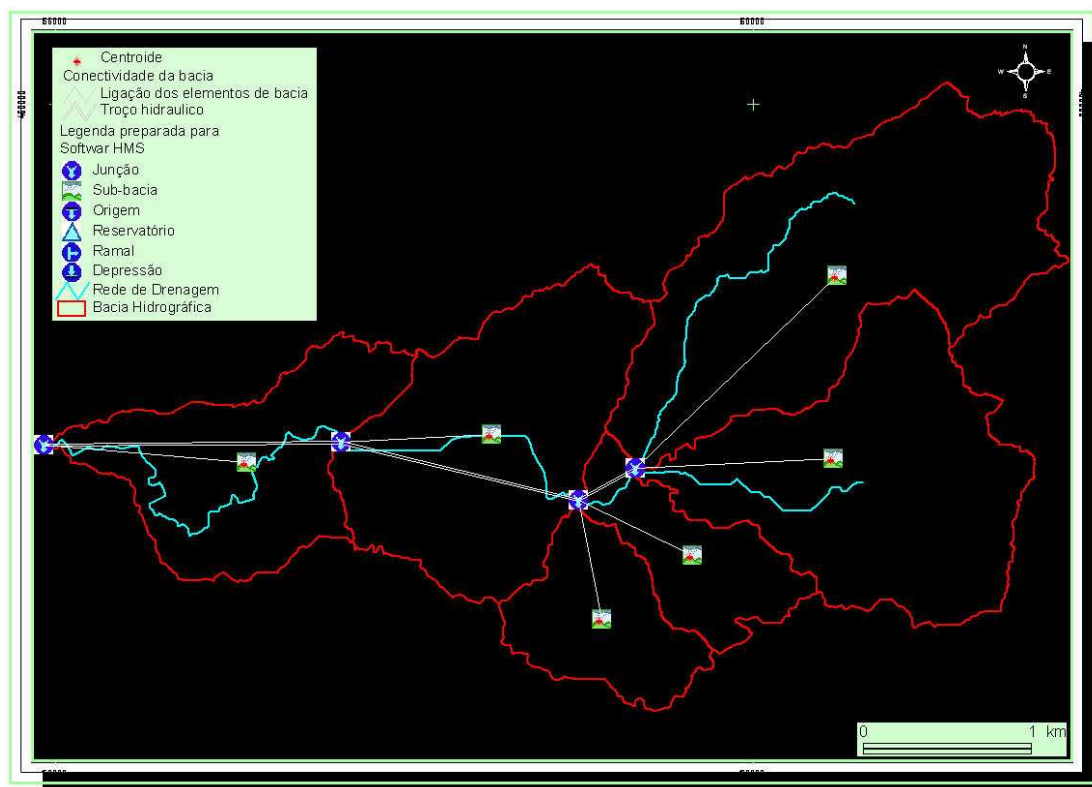 N
W E
S
Centroide
Conectividade da bacia
Ligação dos elementos de bacia
Troço hidraulico
Legenda preparada para
Softwar HMS
Junção
Sub-bacia
Origem
Reservatório
Ramal
Depressão
Rede de Drenagem
Bacia Hidrográfica
0 1 km